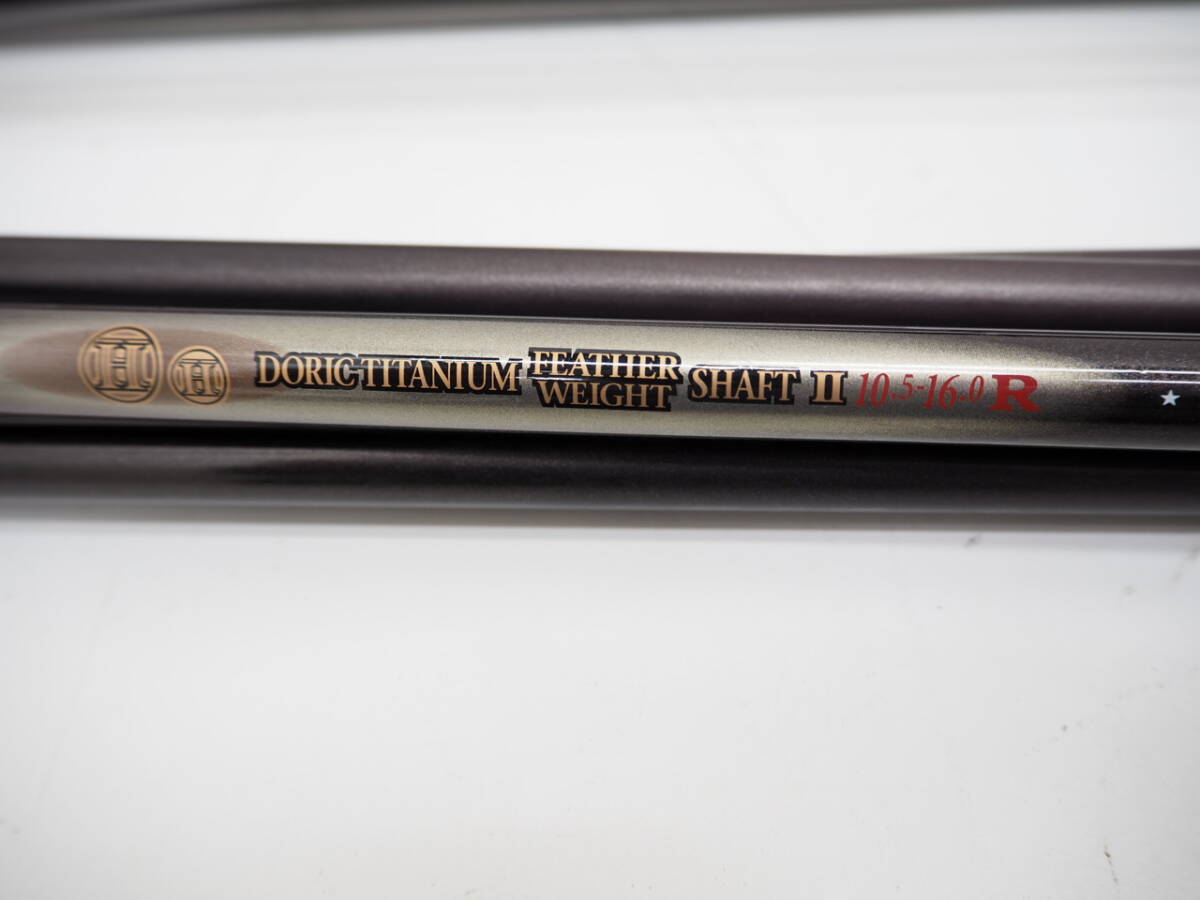 H H DORIC-TITANIUM FEATHER WEIGHT SHAFT II 10.5-16.0 R